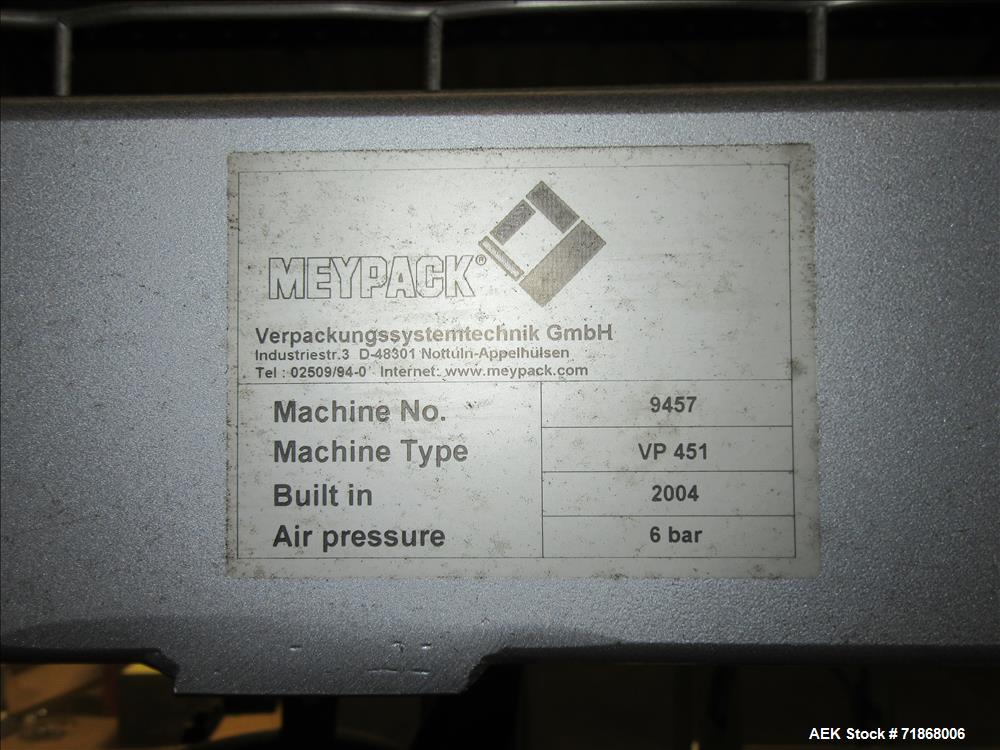 MEYPACK®
Verpackungssystemtechnik GmbH
Industriestr.3 D-48301 Nottuln-Appelhülsen
Tel : 02509/94-0 Internet: www.meypack.com
Machine No. 9457
Machine Type VP 451
Built in 2004
Air pressure 6 bar
AEK Stock # 71868006